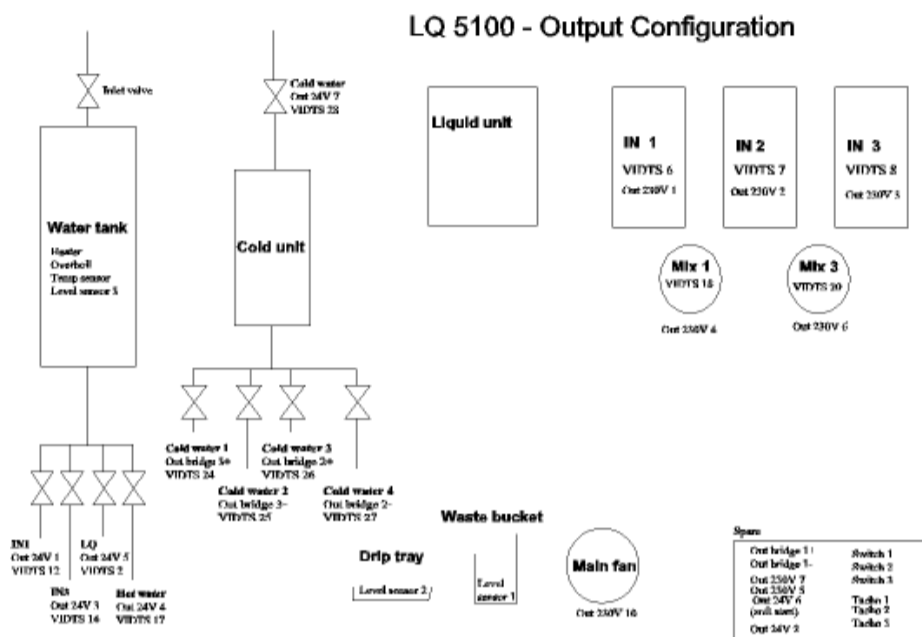 LQ 5100 - Output Configuration
Inlet valve
Cold water
Out 24V 7
VIDTS 28
Liquid unit
IN 1
VIDTS 6
Out 230V 1
IN 2
VIDTS 7
Out 230V 2
IN 3
VIDTS 8
Out 230V 3
Water tank
Heater
Overboil
Temp sensor
Level sensor 3
Cold unit
Mix 1
VIDTS 18
Out 230V 4
Mix 3
VIDTS 20
Out 230V 6
Cold water 1
Out bridge 3+
VIDTS 24
Cold water 3
Out bridge 2+
VIDTS 26
Cold water 2
Out bridge 3-
VIDTS 25
Cold water 4
Out bridge 2-
VIDTS 27
IN1
Out 24V 1
VIDTS 12
LQ
Out 24V 5
VIDTS 2
IN3
Out 24V 3
VIDTS 16
Hot water
Out 24V 4
VIDTS 17
Drip tray
Level sensor 2
Waste bucket
Level
sensor 1
Main fan
Out 230V 10
Spare
Out bridge 1+
Out bridge 1-
Out 230V 7
Out 230V 5
Out 24V 6
Out 24V 2
Switch 1
Switch 2
Switch 3
Tacho 1
Tacho 2
Tacho 3